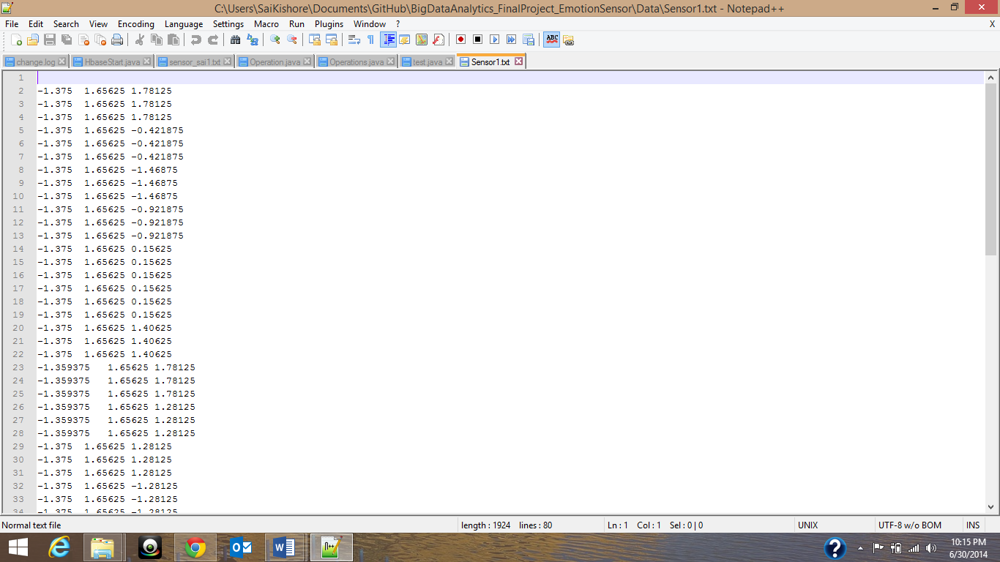 C:\Users\SaiKishore\Documents\GitHub\BigDataAnalytics_FinalProject_EmotionSensor\Data\Sensor1.txt - Notepad++
File Edit Search View Encoding Language Settings Macro Run Plugins Window ? X
ABC
change.log HbaseStart.java sensor_sai1.txt Operation.java Operations.java test.java Sensor1.txt
1
2 -1.375 1.65625 1.78125
3 -1.375 1.65625 1.78125
4 -1.375 1.65625 1.78125
5 -1.375 1.65625 -0.421875
6 -1.375 1.65625 -0.421875
7 -1.375 1.65625 -0.421875
8 -1.375 1.65625 -1.46875
9 -1.375 1.65625 -1.46875
10 -1.375 1.65625 -1.46875
11 -1.375 1.65625 -0.921875
12 -1.375 1.65625 -0.921875
13 -1.375 1.65625 -0.921875
14 -1.375 1.65625 0.15625
15 -1.375 1.65625 0.15625
16 -1.375 1.65625 0.15625
17 -1.375 1.65625 0.15625
18 -1.375 1.65625 0.15625
19 -1.375 1.65625 0.15625
20 -1.375 1.65625 1.40625
21 -1.375 1.65625 1.40625
22 -1.375 1.65625 1.40625
23 -1.359375 1.65625 1.78125
24 -1.359375 1.65625 1.78125
25 -1.359375 1.65625 1.78125
26 -1.359375 1.65625 1.28125
27 -1.359375 1.65625 1.28125
28 -1.359375 1.65625 1.28125
29 -1.375 1.65625 1.28125
30 -1.375 1.65625 1.28125
31 -1.375 1.65625 1.28125
32 -1.375 1.65625 -1.28125
33 -1.375 1.65625 -1.28125
34 -1.375 1.65625 -1.28125
Normal text file length : 1924 lines : 80 Ln : 1 Col : 1 Sel : 0 | 0 UNIX UTF-8 w/o BOM INS
10:15 PM
6/30/2014